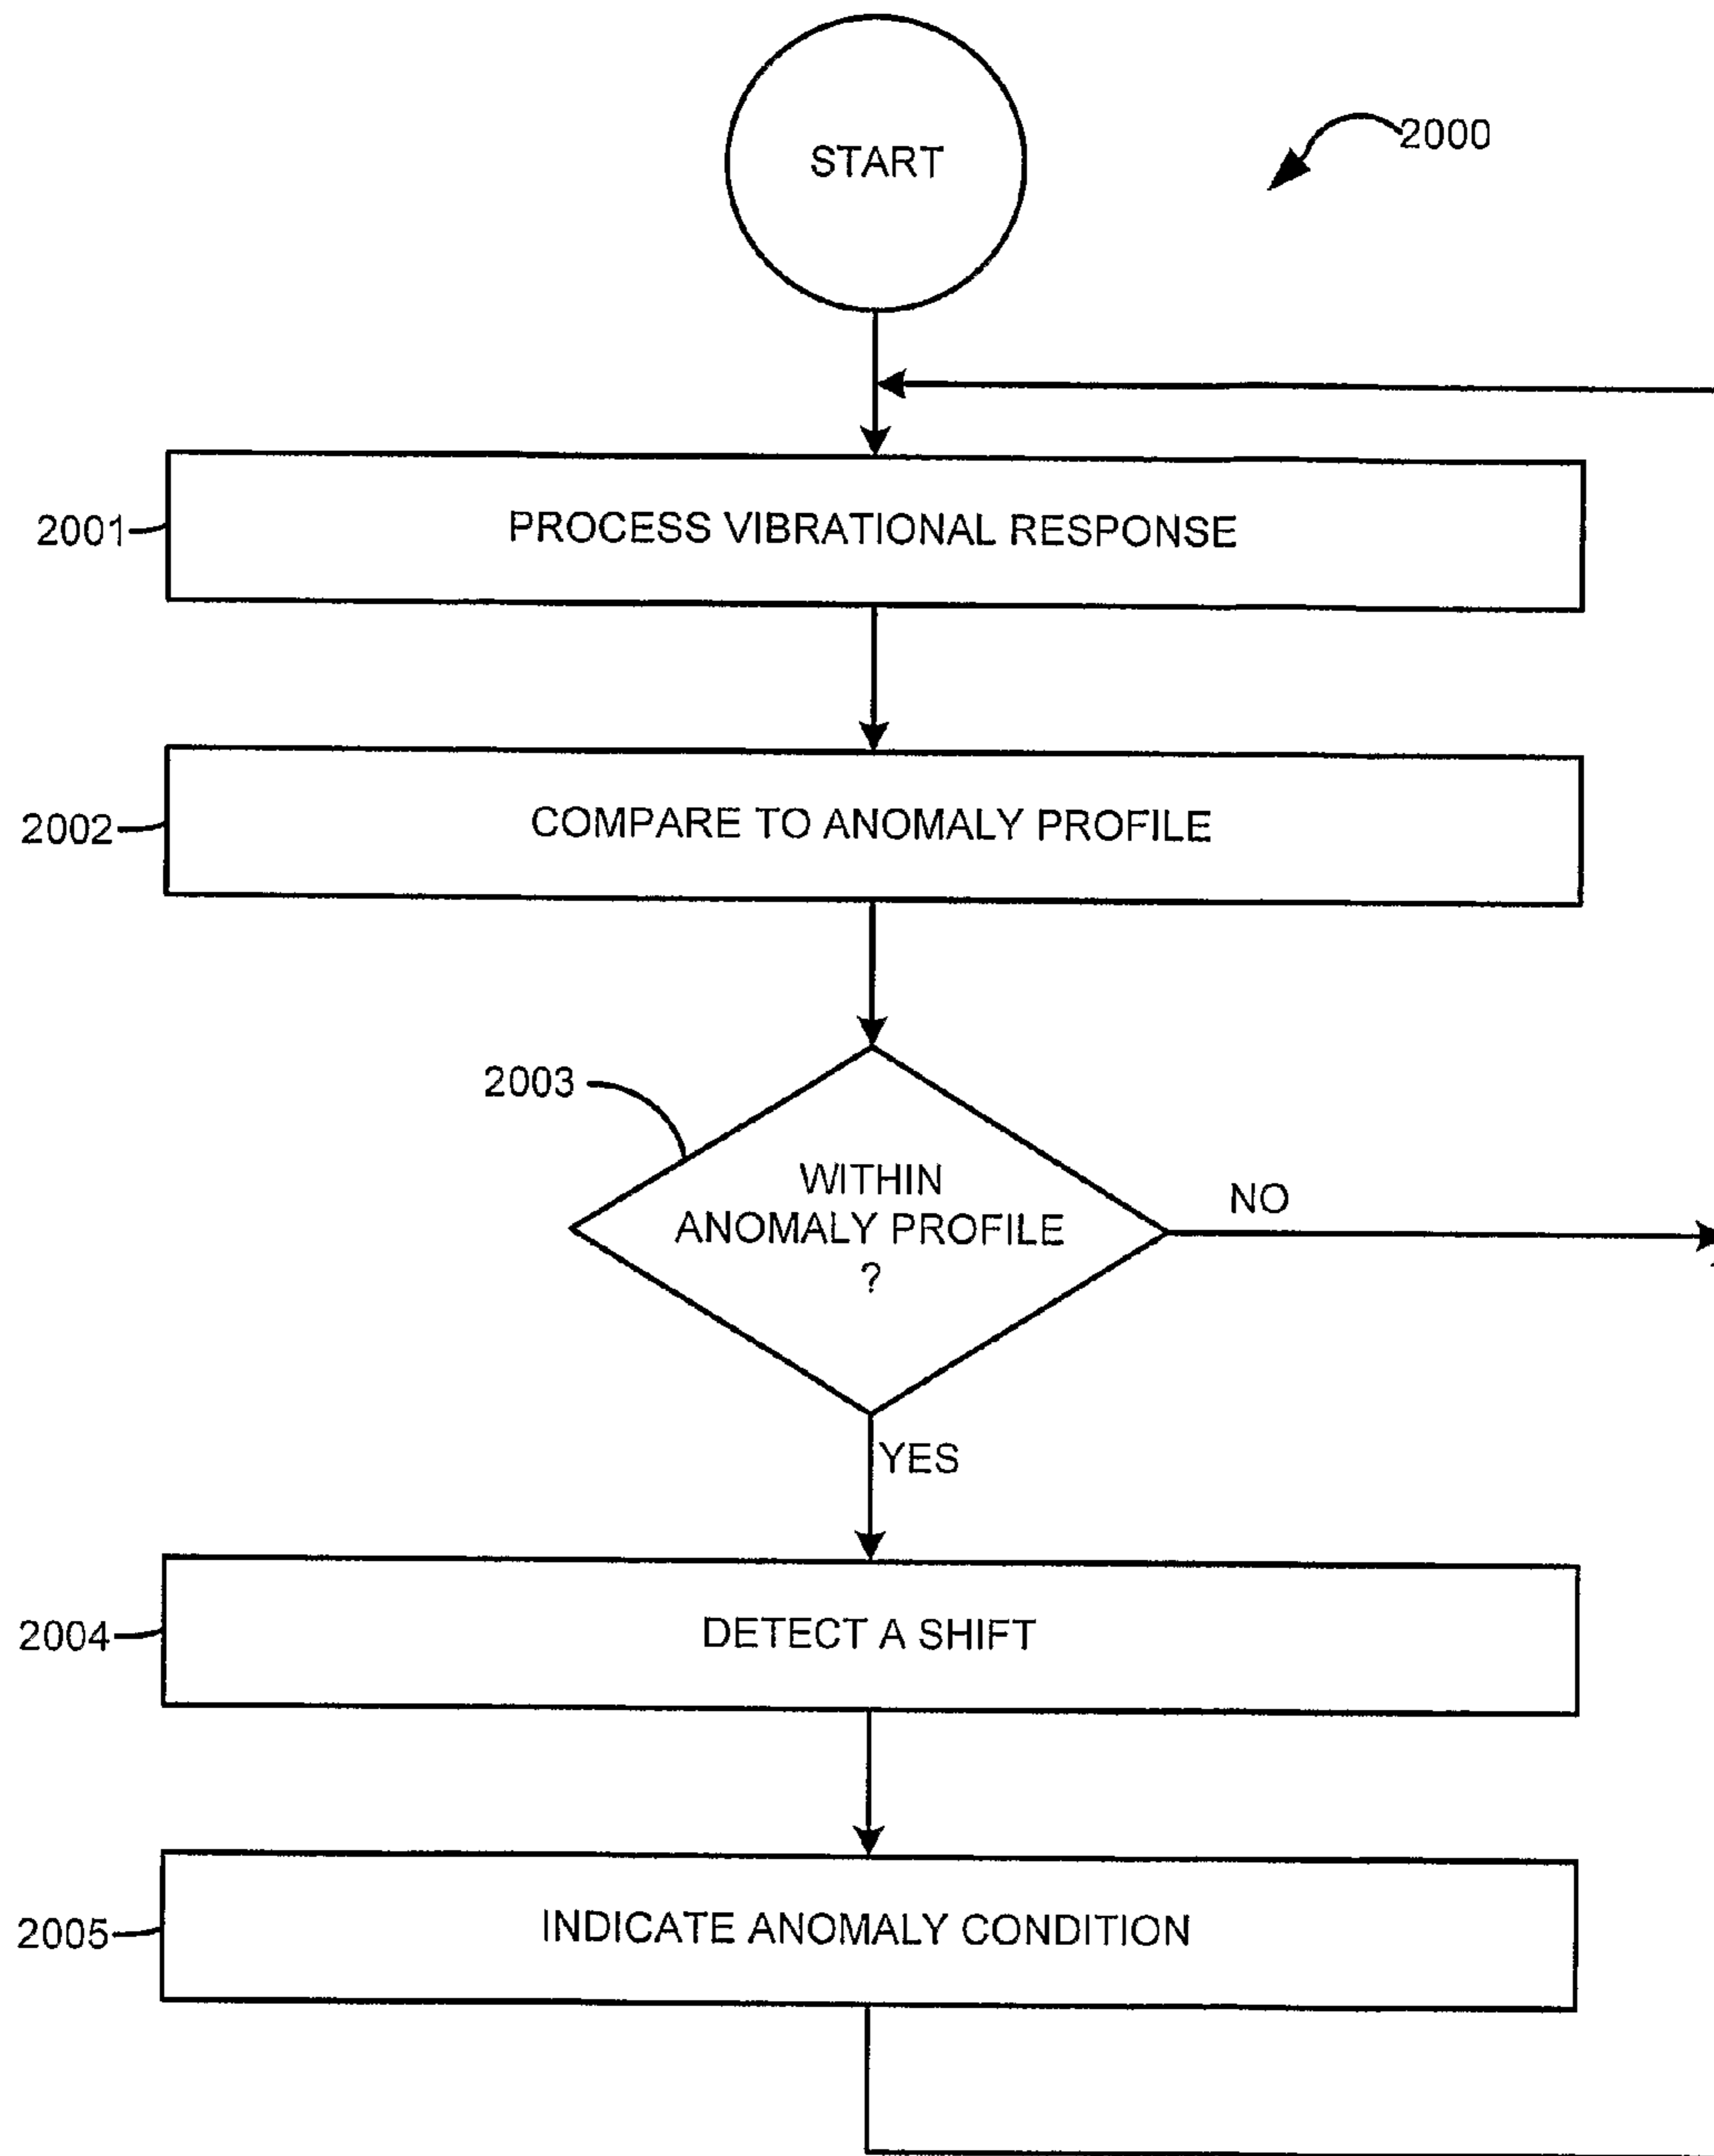 START
2000
2001
PROCESS VIBRATIONAL RESPONSE
2002
COMPARE TO ANOMALY PROFILE
2003
WITHIN
ANOMALY PROFILE
?
NO
YES
2004
DETECT A SHIFT
2005
INDICATE ANOMALY CONDITION